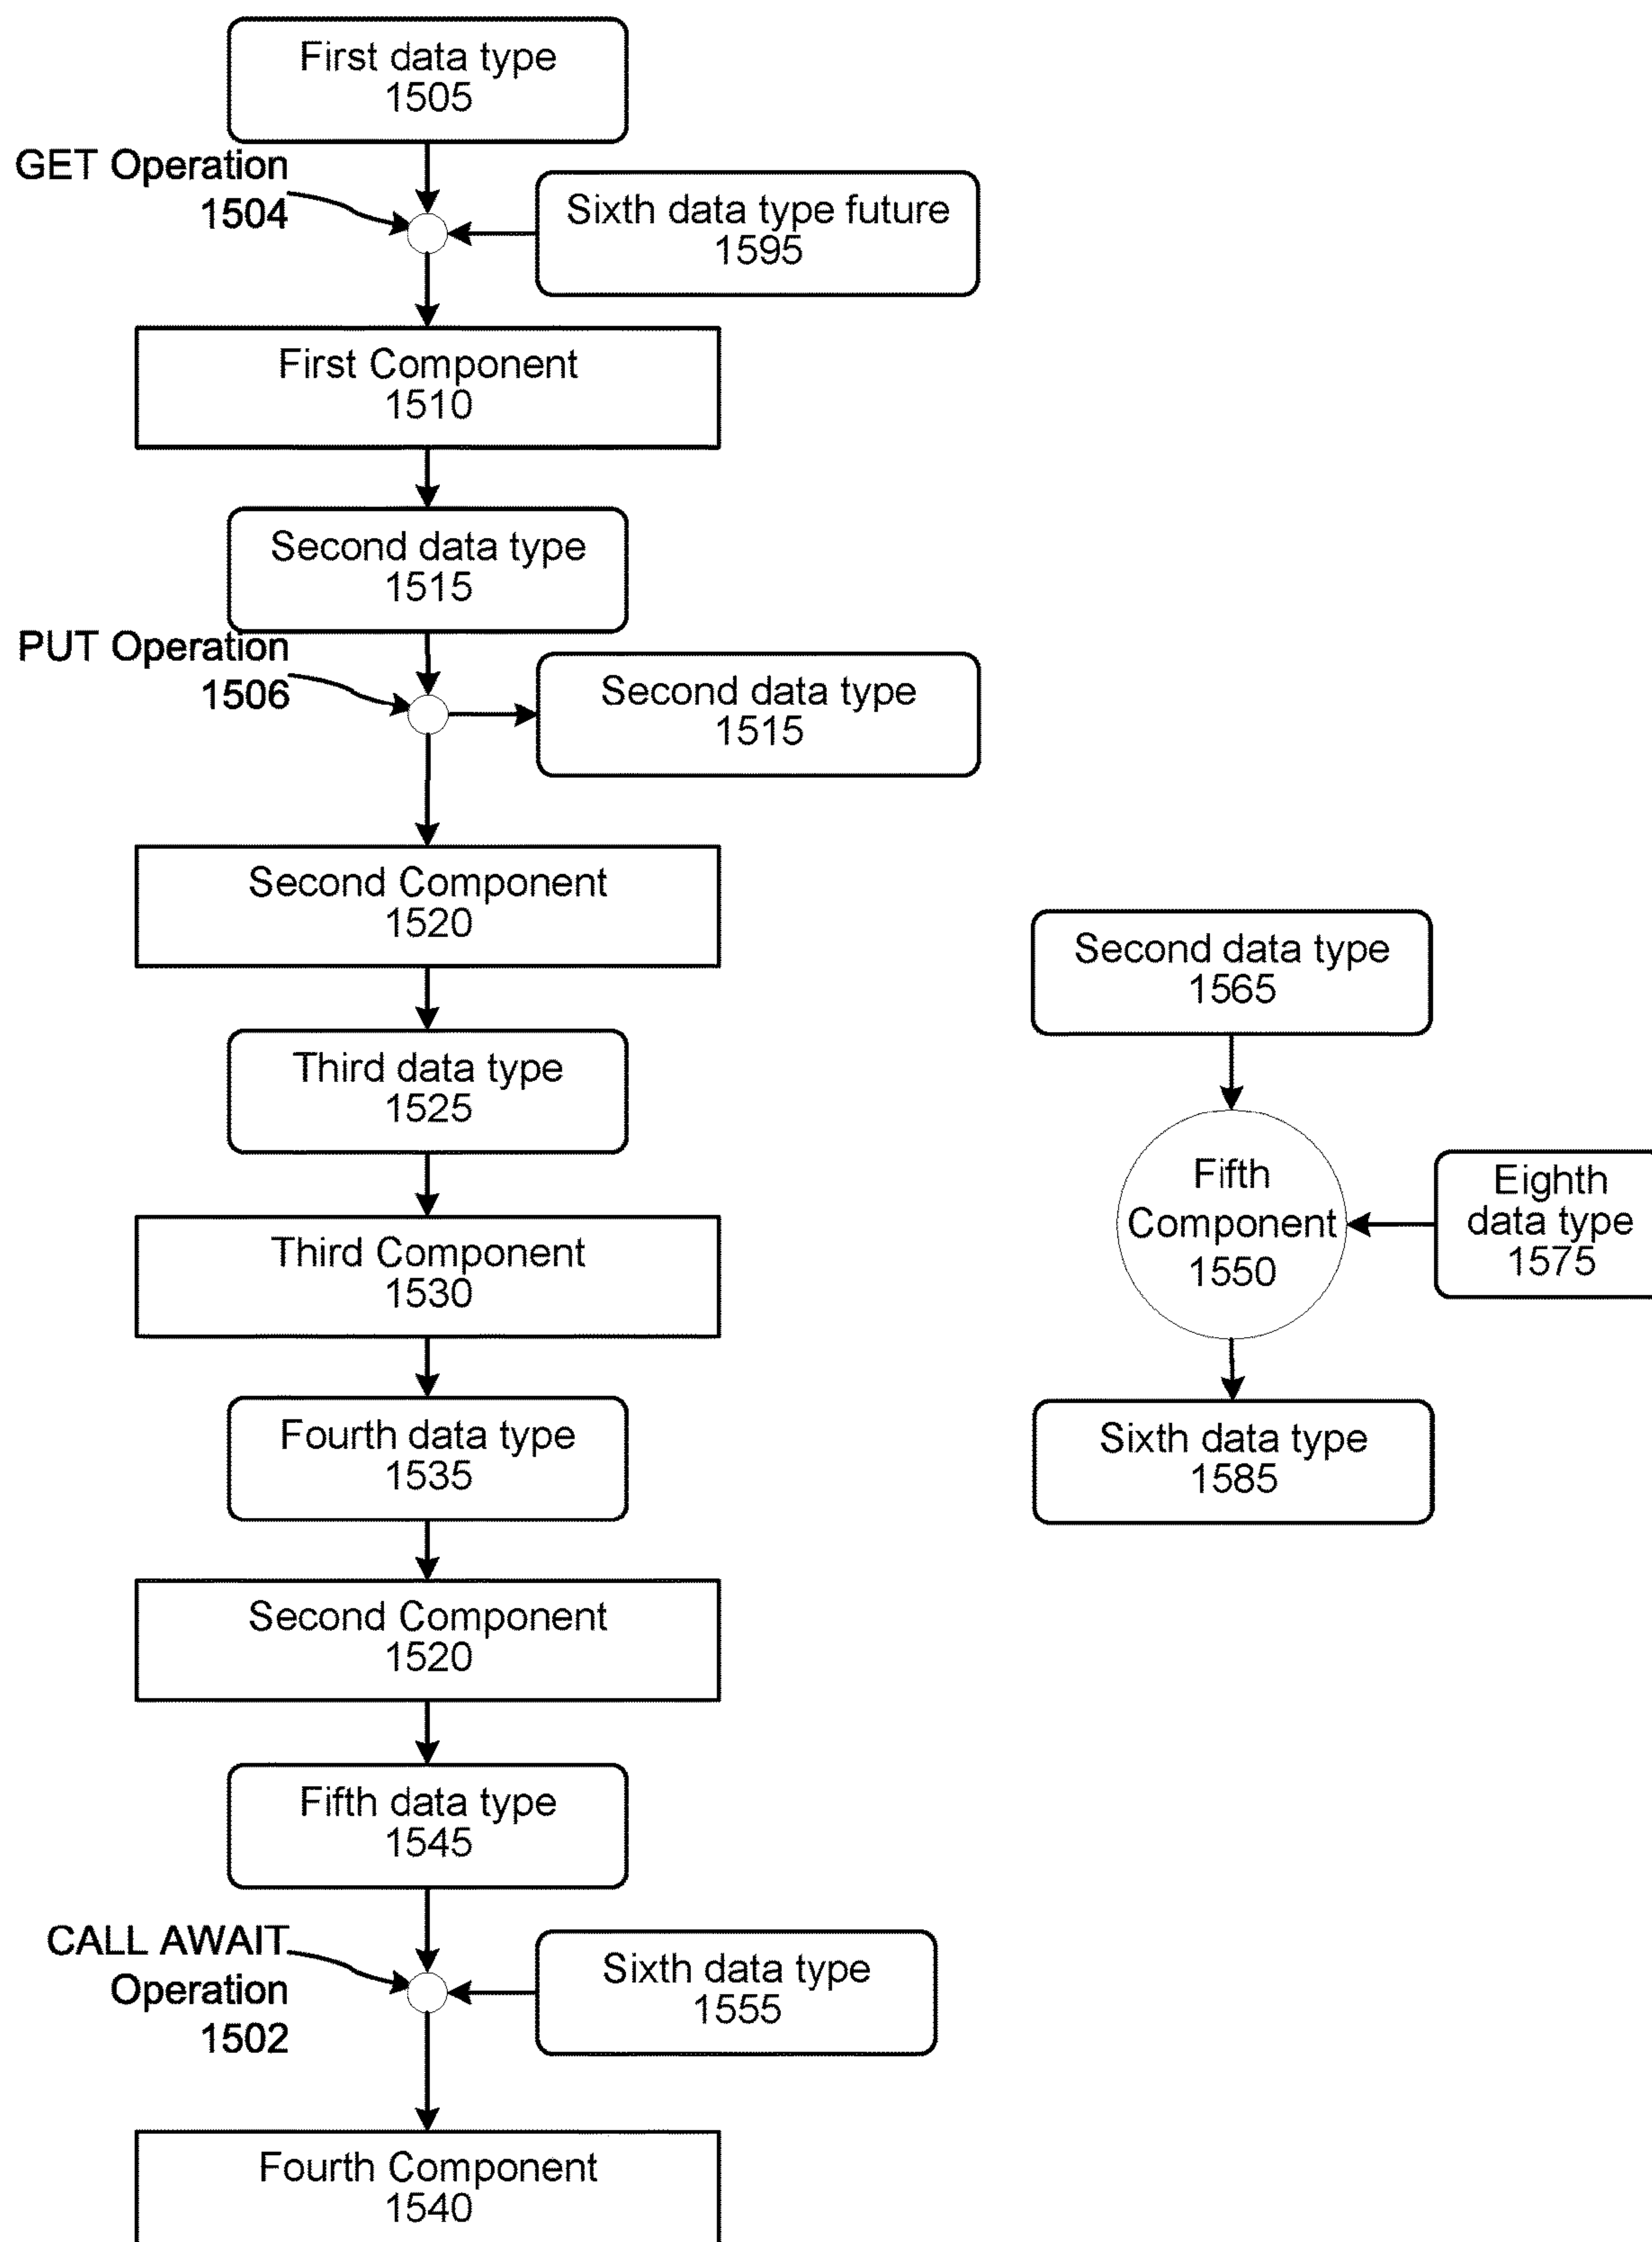 First data type
1505
GET Operation
1504
Sixth data type future
1595
First Component
1510
Second data type
1515
PUT Operation
1506
Second data type
1515
Second Component
1520
Second data type
1565
Third data type
1525
Fifth
Component
1550
Eighth
data type
1575
Third Component
1530
Fourth data type
1535
Sixth data type
1585
Second Component
1520
Fifth data type
1545
CALL AWAIT
Operation
1502
Sixth data type
1555
Fourth Component
1540